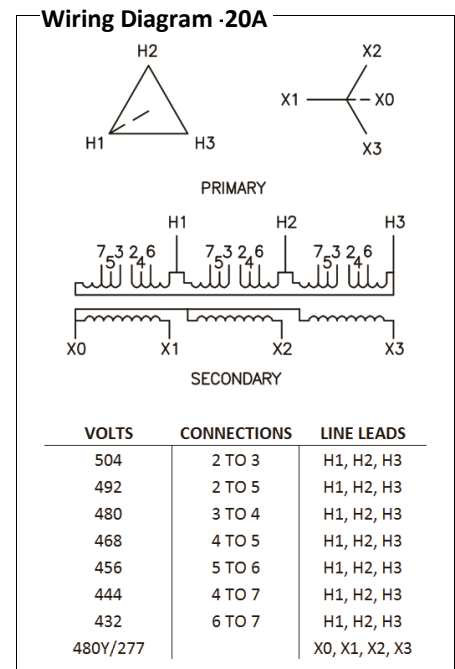 Wiring Diagram -20A
H2 X2
X1 X0
H1 H3 X3
PRIMARY
H1 H2 H3
7 5 3 2 4 6 7 5 3 2 4 6 7 5 3 2 4 6
X0 X1 X2 X3
SECONDARY
VOLTS CONNECTIONS LINE LEADS
504 2 TO 3 H1, H2, H3
492 2 TO 5 H1, H2, H3
480 3 TO 4 H1, H2, H3
468 4 TO 5 H1, H2, H3
456 5 TO 6 H1, H2, H3
444 4 TO 7 H1, H2, H3
432 6 TO 7 H1, H2, H3
480Y/277 X0, X1, X2, X3